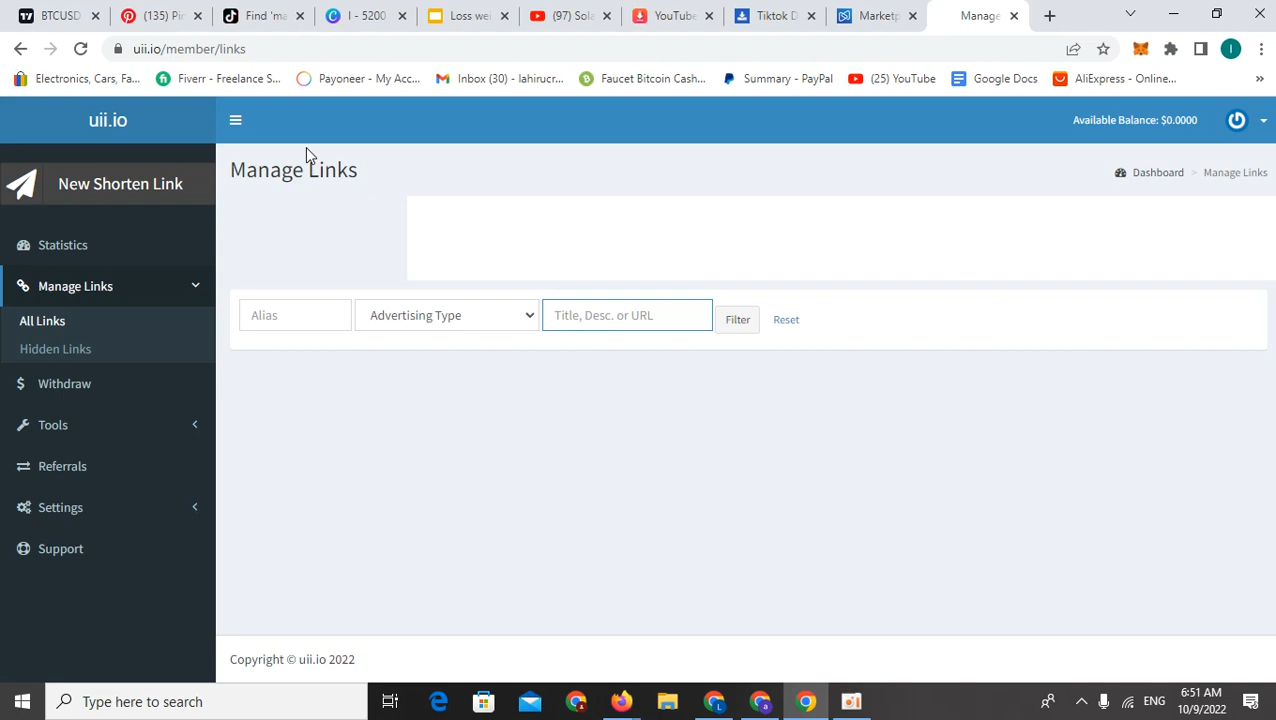 BTCUSD
(135) Pi
Find 'ma
I - 5200
Loss wei
(97) Sola
YouTube
Tiktok D
Marketp
Manage
uii.io/member/links
Electronics, Cars, Fa...
Fiverr - Freelance S...
Payoneer - My Acc...
Inbox (30) - lahirucr...
Faucet Bitcoin Cash...
Summary - PayPal
(25) YouTube
Google Docs
AliExpress - Online...
uii.io
Available Balance: $0.0000
Manage Links
Dashboard > Manage Links
New Shorten Link
Statistics
Manage Links
All Links
Hidden Links
Withdraw
Tools
Referrals
Settings
Support
Alias
Advertising Type
Title, Desc. or URL
Filter
Reset
Copyright © uii.io 2022
Type here to search
ENG
6:51 AM
10/9/2022